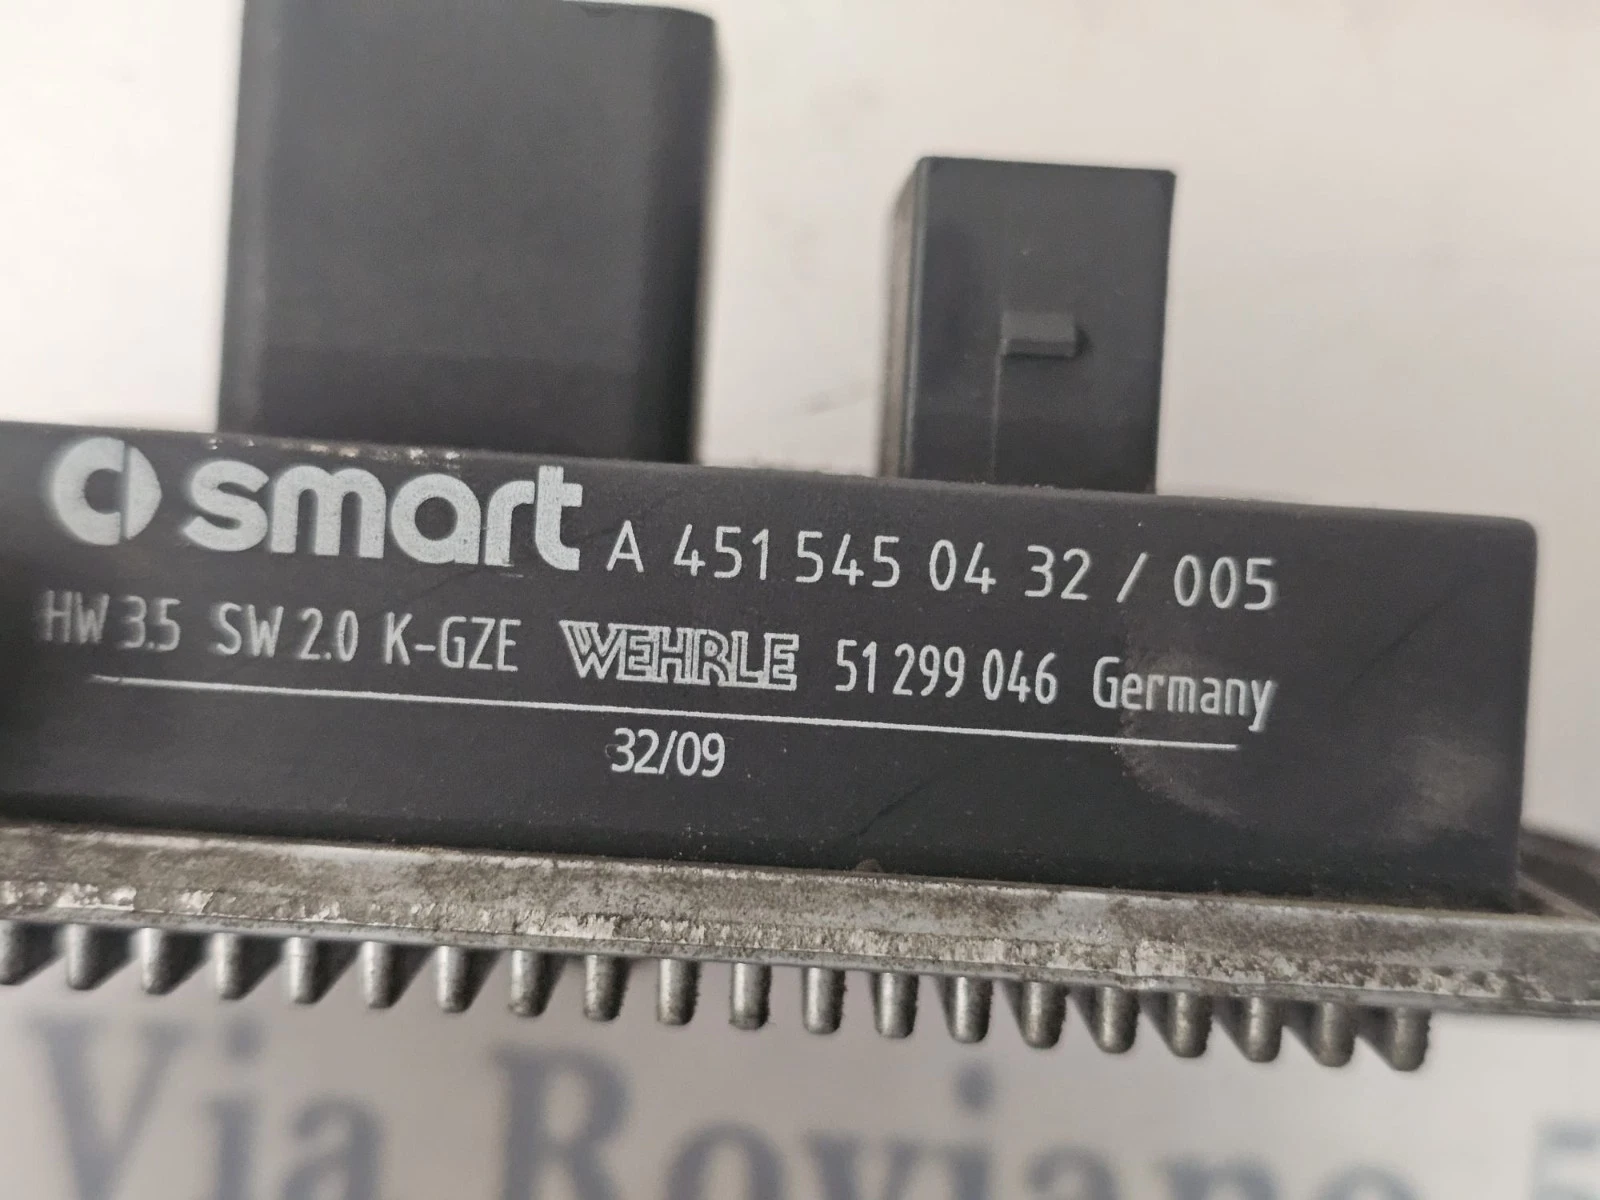 smart A 451 545 04 32 / 005
HW 3.5 SW 2.0 K-GZE WEHRLE 51 299 046 Germany
32/09
Via Roviano